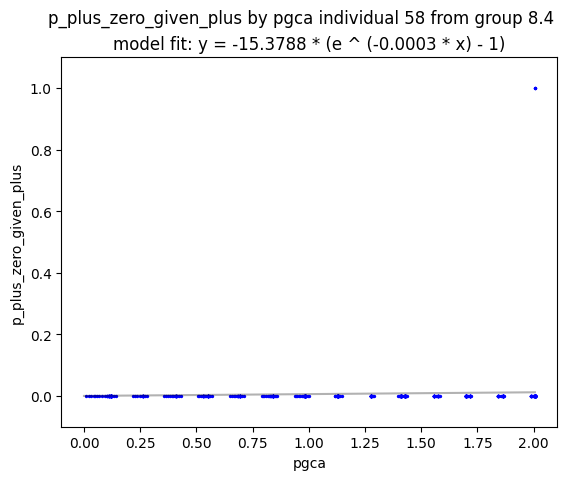 p_plus_zero_given_plus by pgca individual 58 from group 8.4
model fit: y = -15.3788 * (e ^ (-0.0003 * x) - 1)
1.0
0.8
0.6
0.4
0.2
0.0
p_plus_zero_given_plus
0.00 0.25 0.50 0.75 1.00 1.25 1.50 1.75 2.00
pgca